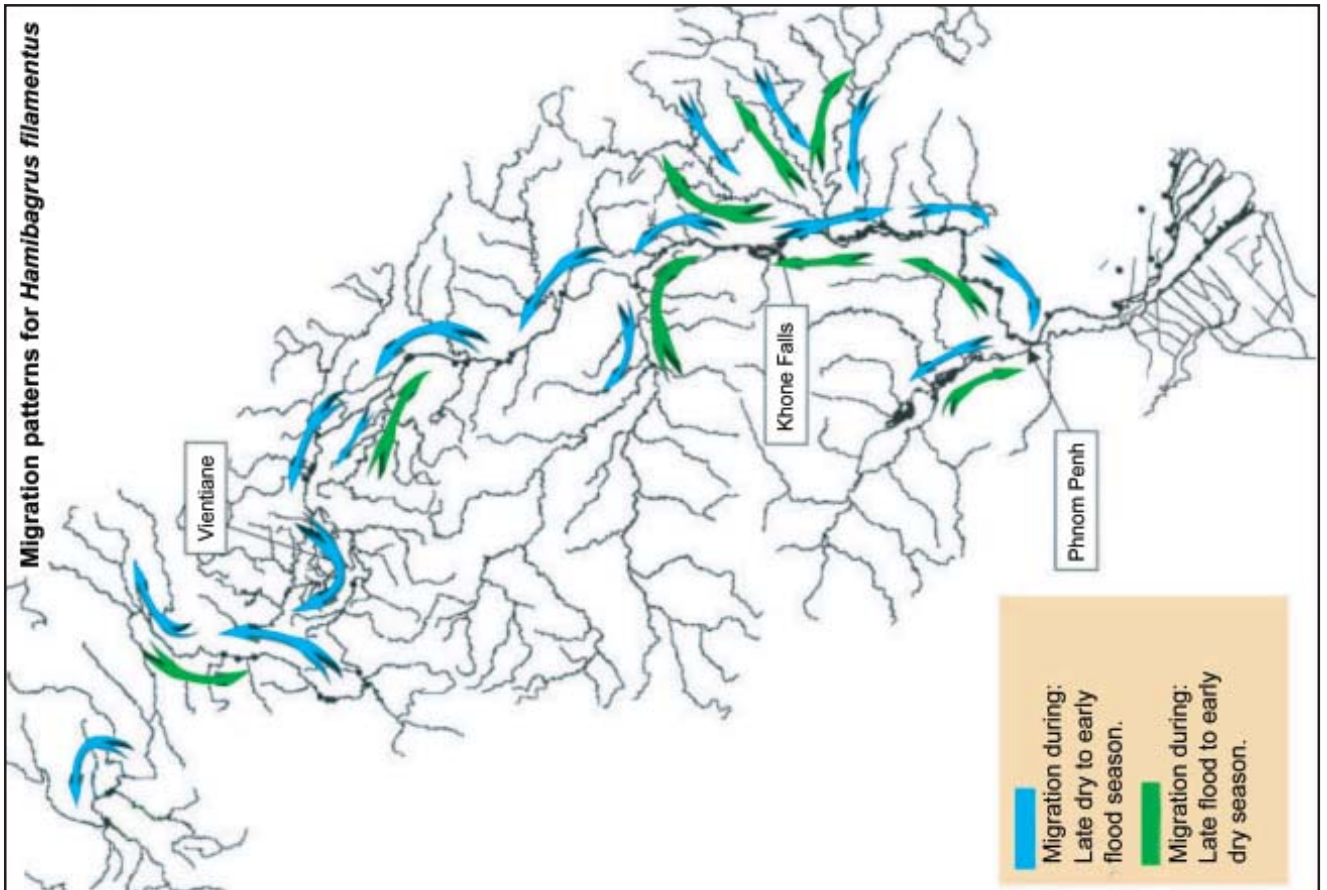 Migration patterns for Hamibagrus filamentus
Vientiane
Khone Falls
Phnom Penh
Migration during:
Late dry to early
flood season.
Migration during:
Late flood to early
dry season.